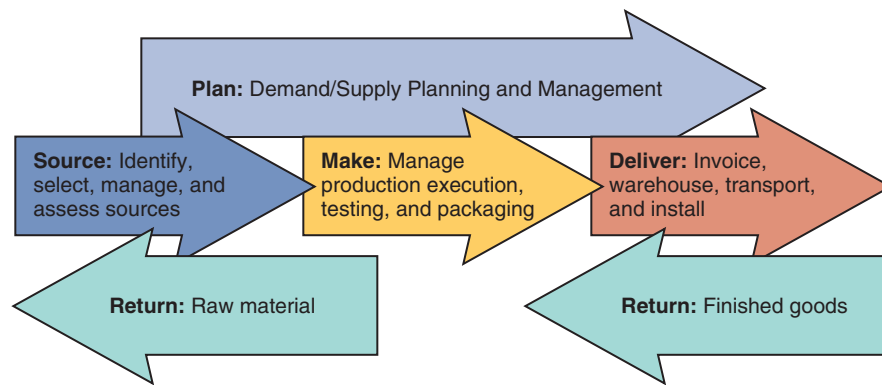 Plan: Demand/Supply Planning and Management
Source: Identify,
select, manage, and
assess sources
Make: Manage
production execution,
testing, and packaging
Deliver: Invoice,
warehouse, transport,
and install
Return: Raw material
Return: Finished goods